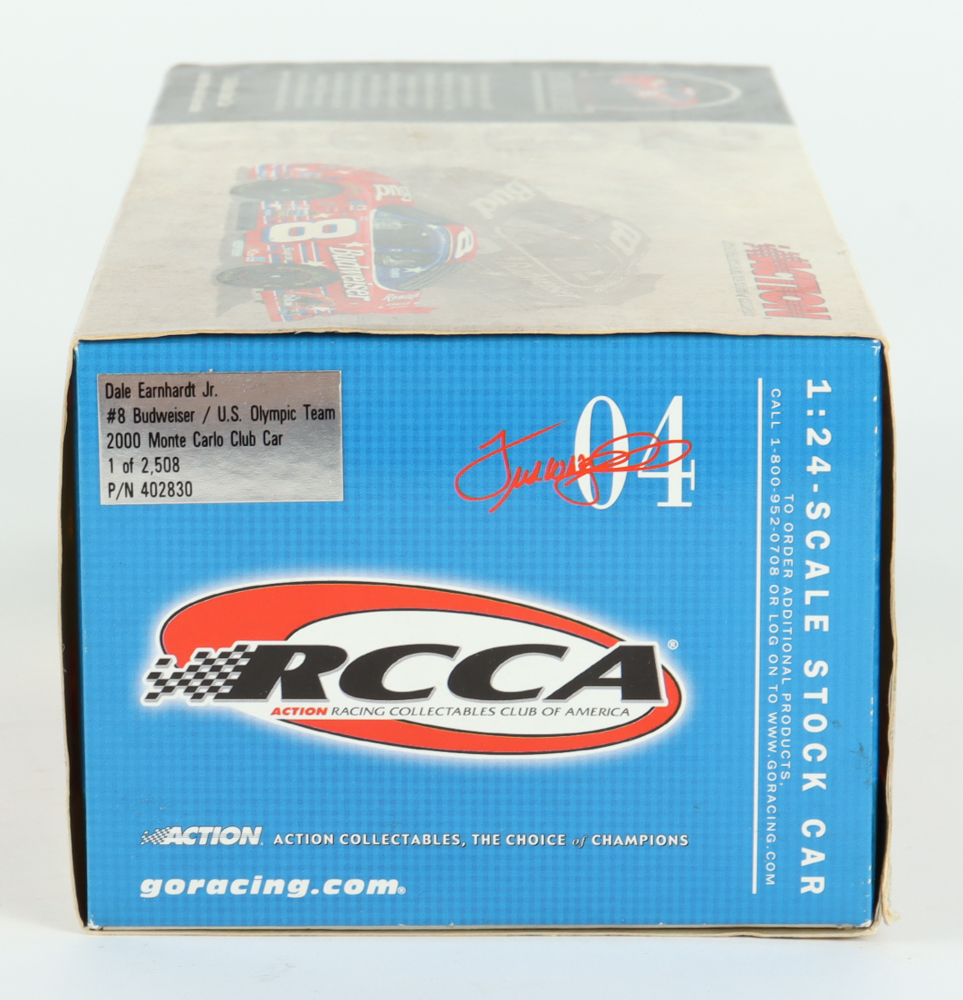 ACTION
8
Budweiser
Bud
8
Dale Earnhardt Jr.
#8 Budweiser / U.S. Olympic Team
2000 Monte Carlo Club Car
1 of 2,508
P/N 402830
04
1:24-SCALE STOCK CAR
TO ORDER ADDITIONAL PRODUCTS,
CALL 1-800-952-0708 OR LOG ON TO WWW.GORACING.COM
RCCA®
ACTION RACING COLLECTABLES CLUB OF AMERICA
ACTION. ACTION COLLECTABLES, THE CHOICE of CHAMPIONS
goracing.com®